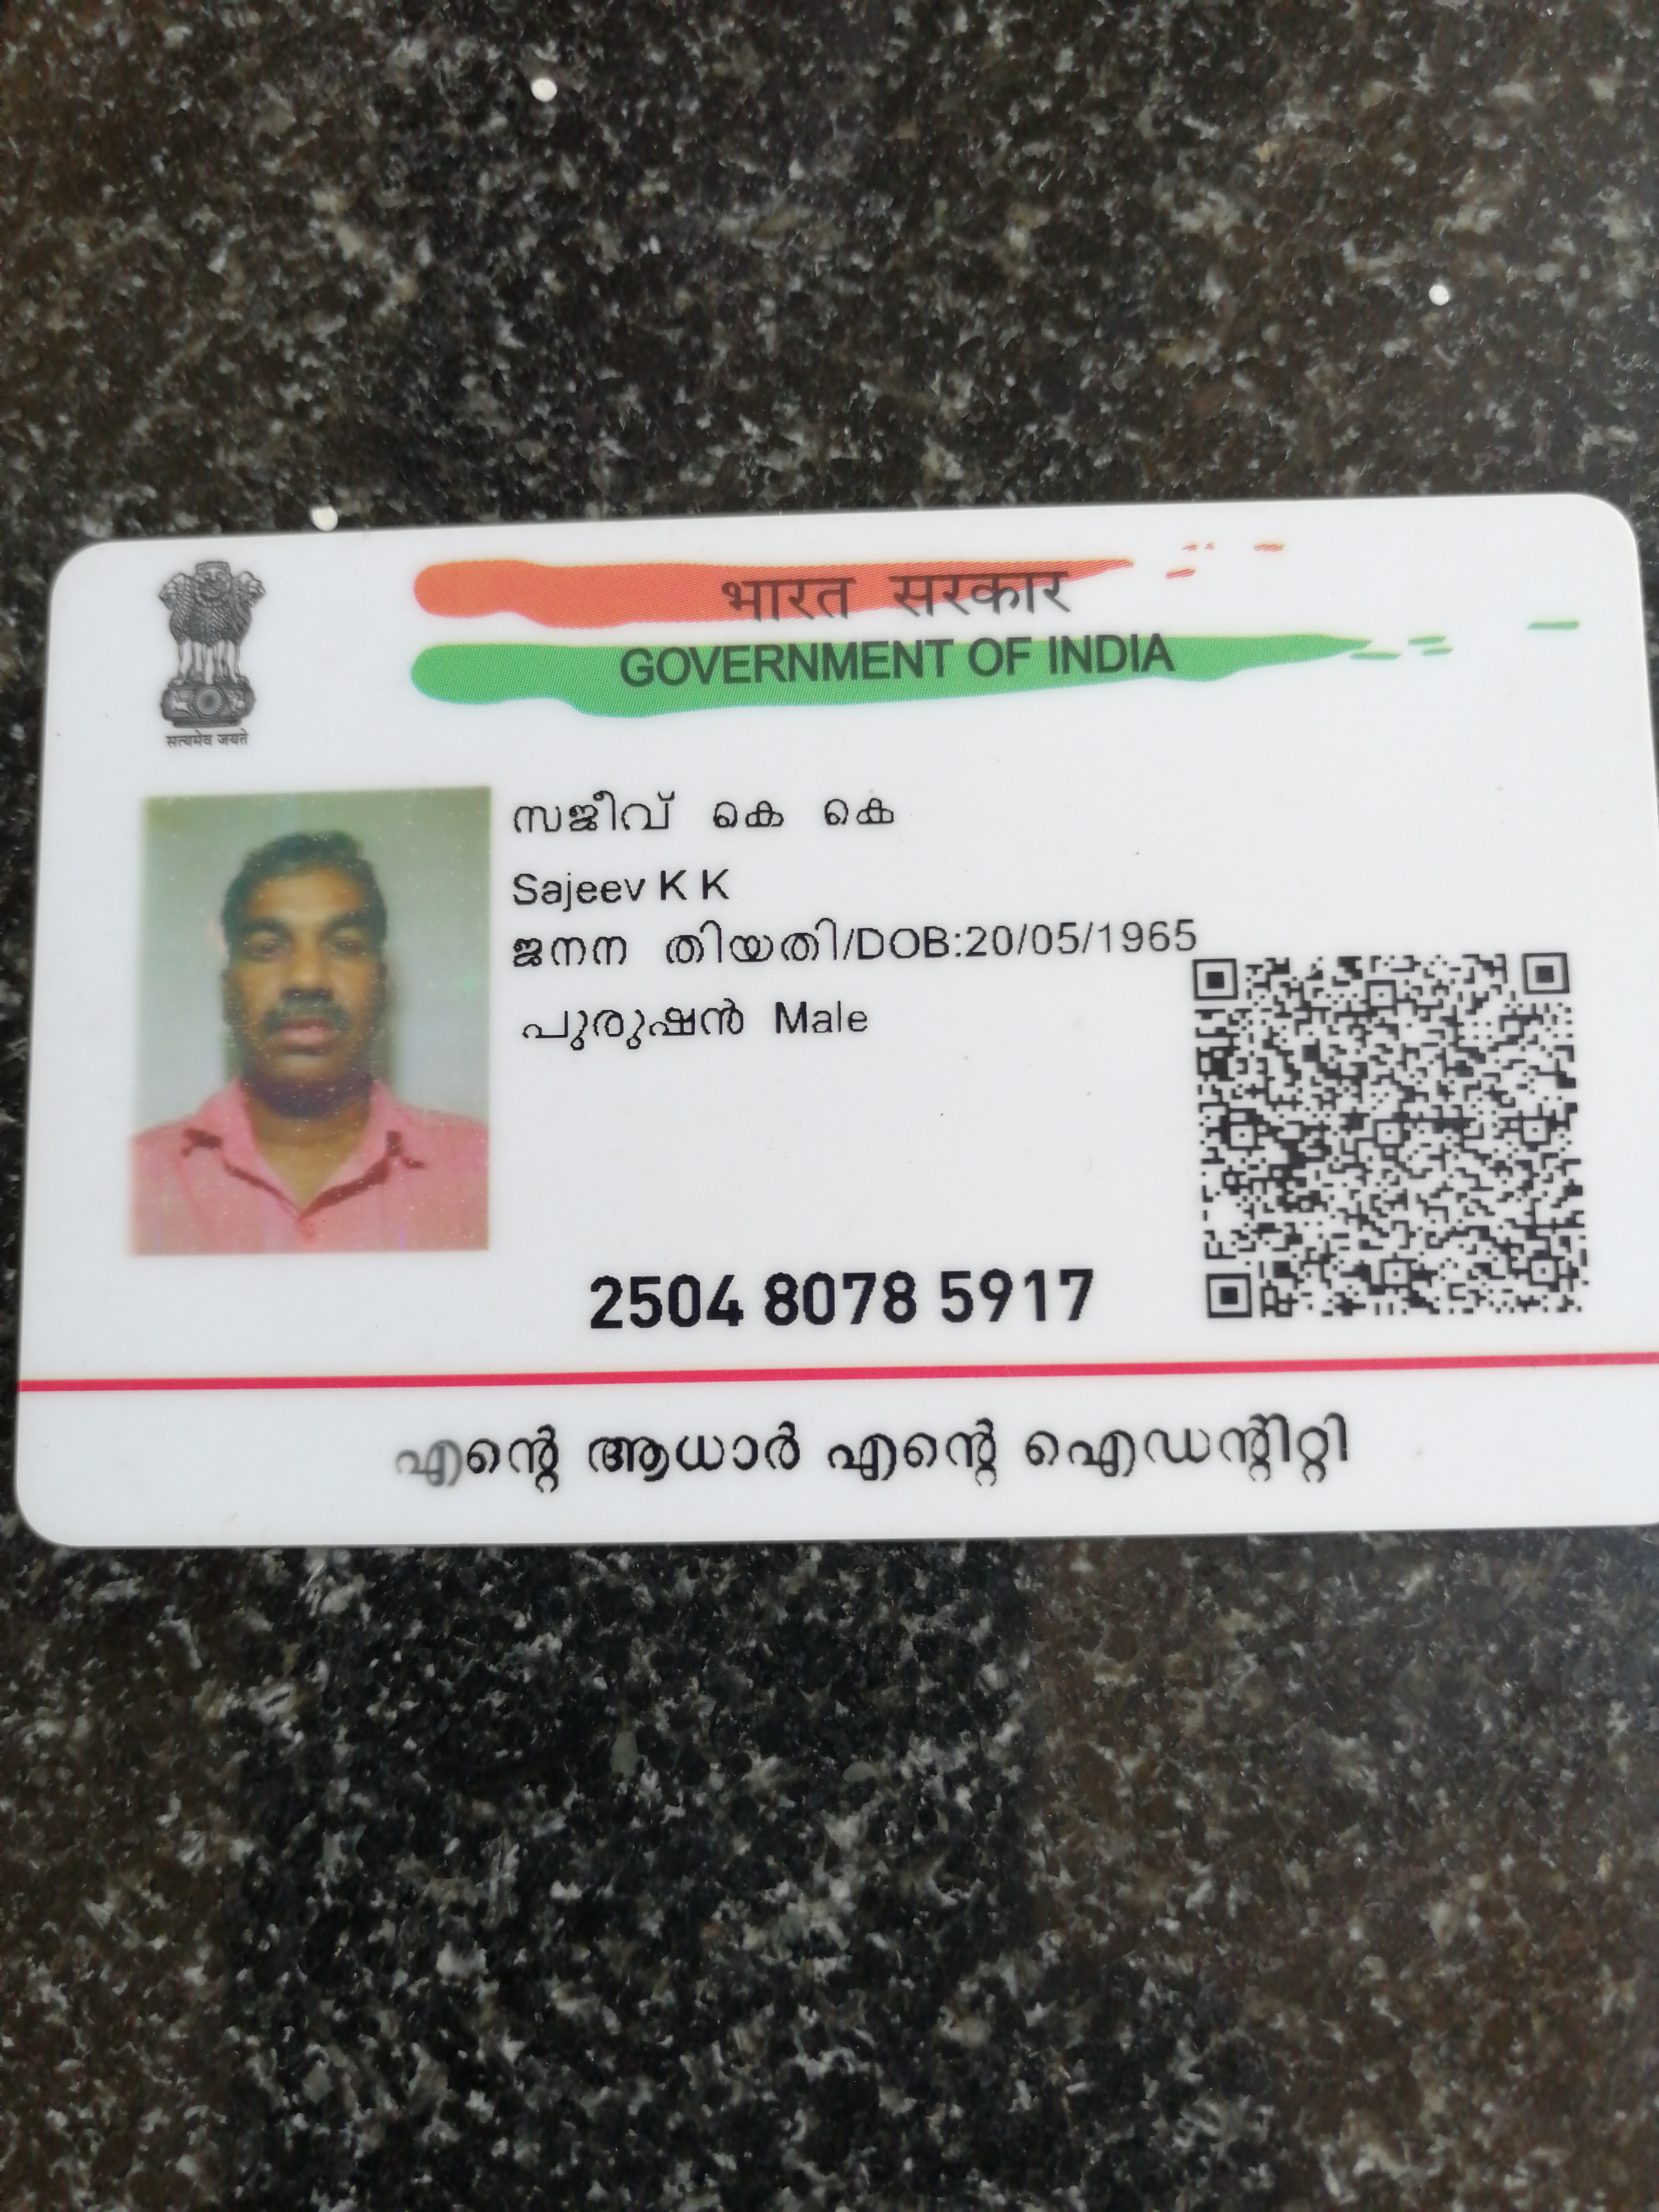 भारत सरकार
GOVERNMENT OF INDIA
सत्यमेव जयते
സജീവ് കെ കെ
Sajeev K K
ജനന തിയതി/DOB:20/05/1965
പുരുഷൻ Male
2504 8078 5917
എന്റെ ആധാർ എന്റെ ഐഡന്റിറ്റി